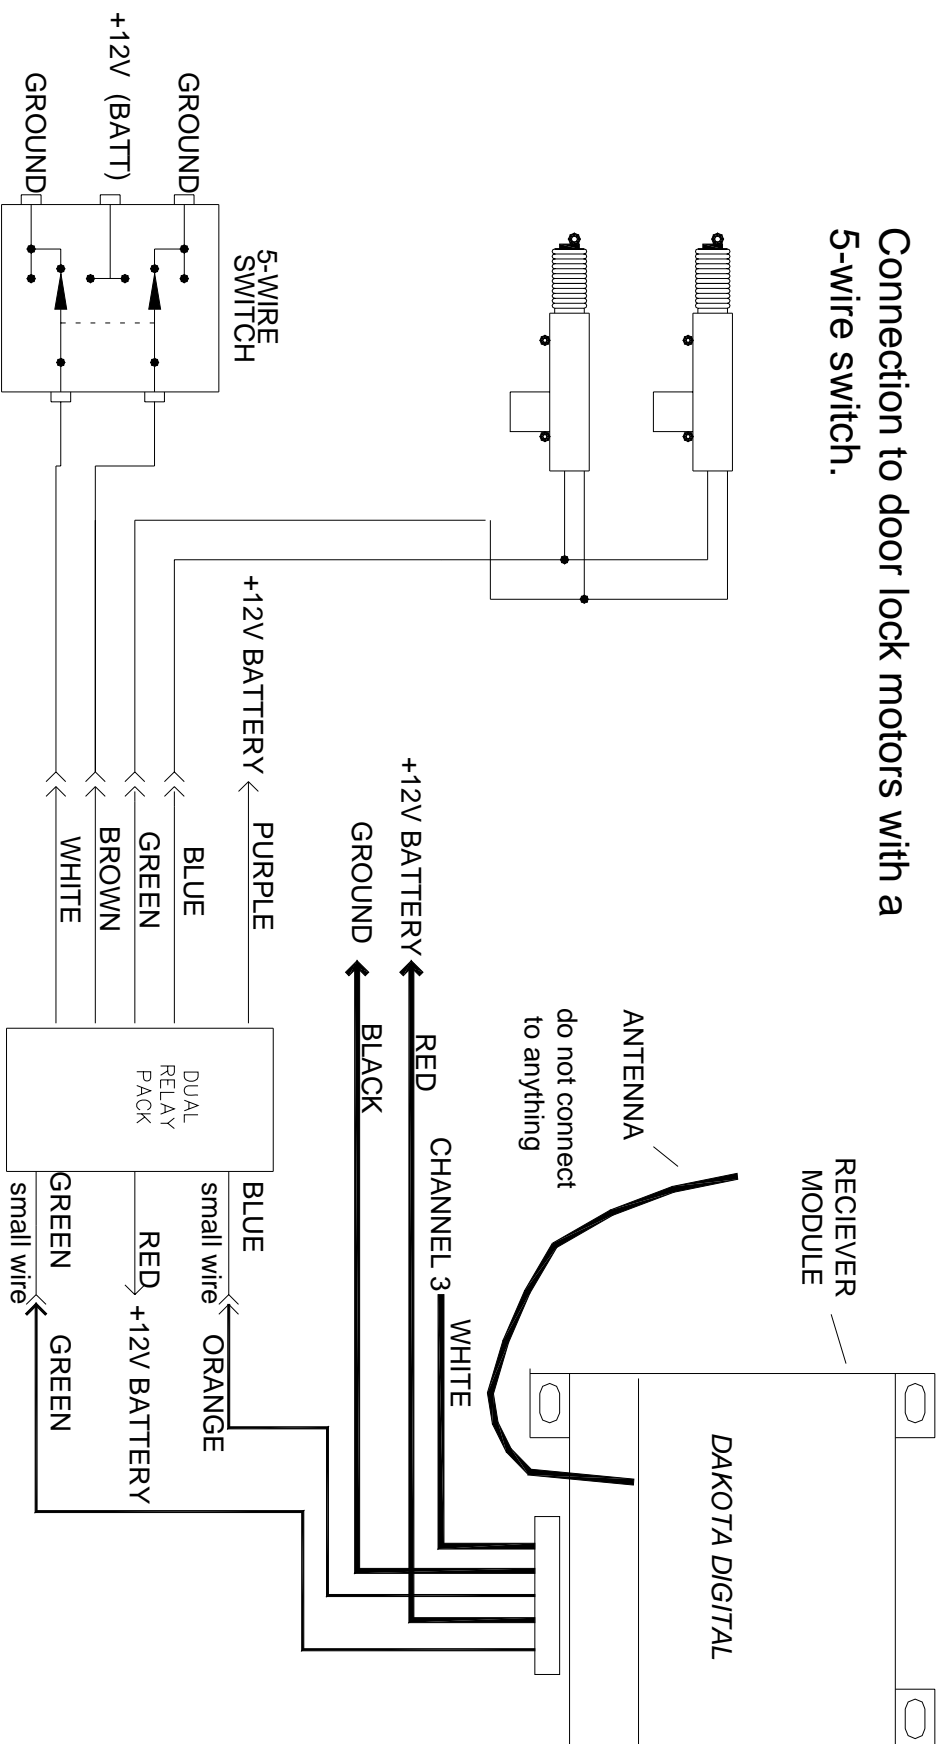 Connection to door lock motors with a
5-wire switch.
RECIEVER
MODULE
DAKOTA DIGITAL
ANTENNA
do not connect
to anything
CHANNEL 3
WHITE
+12V BATTERY
RED
GROUND
BLACK
+12V BATTERY
PURPLE
BLUE
GREEN
BROWN
WHITE
DUAL
RELAY
PACK
BLUE
small wire
ORANGE
RED
+12V BATTERY
GREEN
small wire
GREEN
5-WIRE
SWITCH
GROUND
+12V (BATT)
GROUND